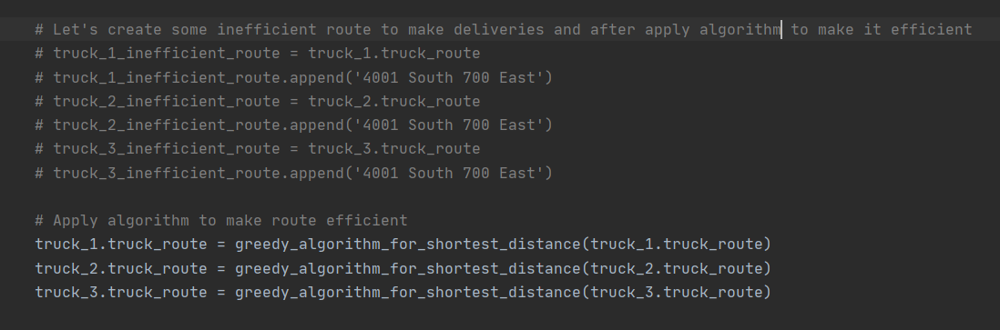 # Let's create some inefficient route to make deliveries and after apply algorithm to make it efficient
# truck_1_inefficient_route = truck_1.truck_route
# truck_1_inefficient_route.append('4001 South 700 East')
# truck_2_inefficient_route = truck_2.truck_route
# truck_2_inefficient_route.append('4001 South 700 East')
# truck_3_inefficient_route = truck_3.truck_route
# truck_3_inefficient_route.append('4001 South 700 East')
# Apply algorithm to make route efficient
truck_1.truck_route = greedy_algorithm_for_shortest_distance(truck_1.truck_route)
truck_2.truck_route = greedy_algorithm_for_shortest_distance(truck_2.truck_route)
truck_3.truck_route = greedy_algorithm_for_shortest_distance(truck_3.truck_route)